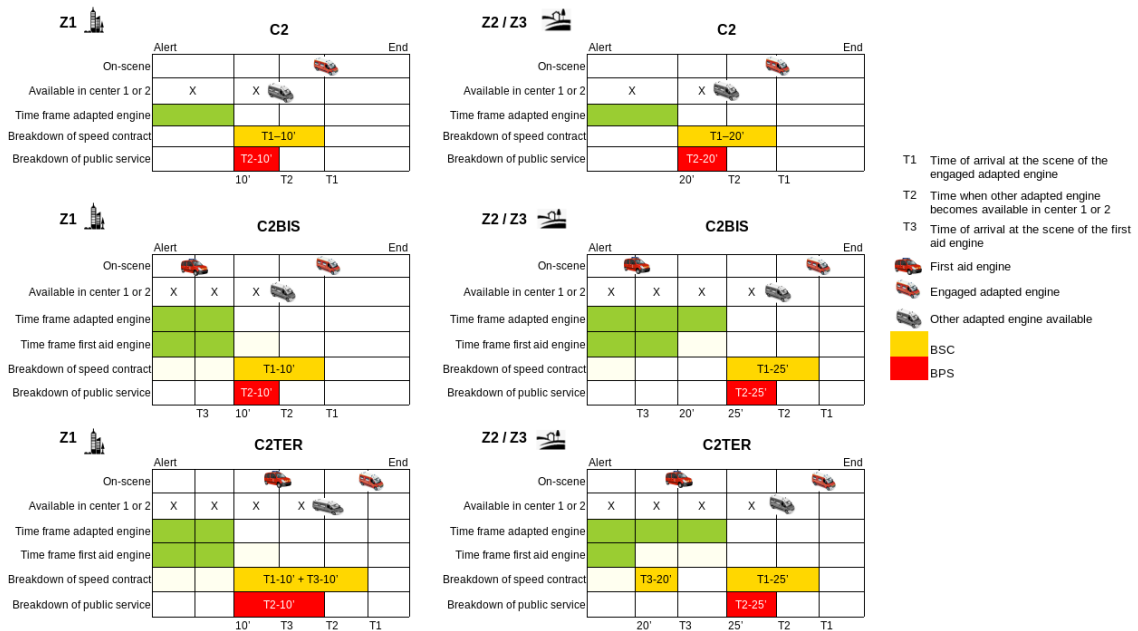 Z1
C2
Alert
End
On-scene
Available in center 1 or 2
X
X
Time frame adapted engine
Breakdown of speed contract
T1–10’
Breakdown of public service
T2-10’
10’
T2
T1
Z2 / Z3
C2
Alert
End
On-scene
Available in center 1 or 2
X
X
Time frame adapted engine
Breakdown of speed contract
T1–20’
Breakdown of public service
T2-20’
20’
T2
T1
Z1
C2BIS
Alert
End
On-scene
Available in center 1 or 2
X
X
X
Time frame adapted engine
Time frame first aid engine
Breakdown of speed contract
T1-10’
Breakdown of public service
T2-10’
T3
10’
T2
T1
Z2 / Z3
C2BIS
Alert
End
On-scene
Available in center 1 or 2
X
X
X
X
Time frame adapted engine
Time frame first aid engine
Breakdown of speed contract
T1-25’
Breakdown of public service
T2-25’
T3
20’
25’
T2
T1
Z1
C2TER
Alert
End
On-scene
Available in center 1 or 2
X
X
X
X
Time frame adapted engine
Time frame first aid engine
Breakdown of speed contract
T1-10’ + T3-10’
Breakdown of public service
T2-10’
10’
T3
T2
T1
Z2 / Z3
C2TER
Alert
End
On-scene
Available in center 1 or 2
X
X
X
X
Time frame adapted engine
Time frame first aid engine
Breakdown of speed contract
T3-20’
T1-25’
Breakdown of public service
T2-25’
20’
T3
25’
T2
T1
T1 Time of arrival at the scene of the
engaged adapted engine
T2 Time when other adapted engine
becomes available in center 1 or 2
T3 Time of arrival at the scene of the first
aid engine
First aid engine
Engaged adapted engine
Other adapted engine available
BSC
BPS